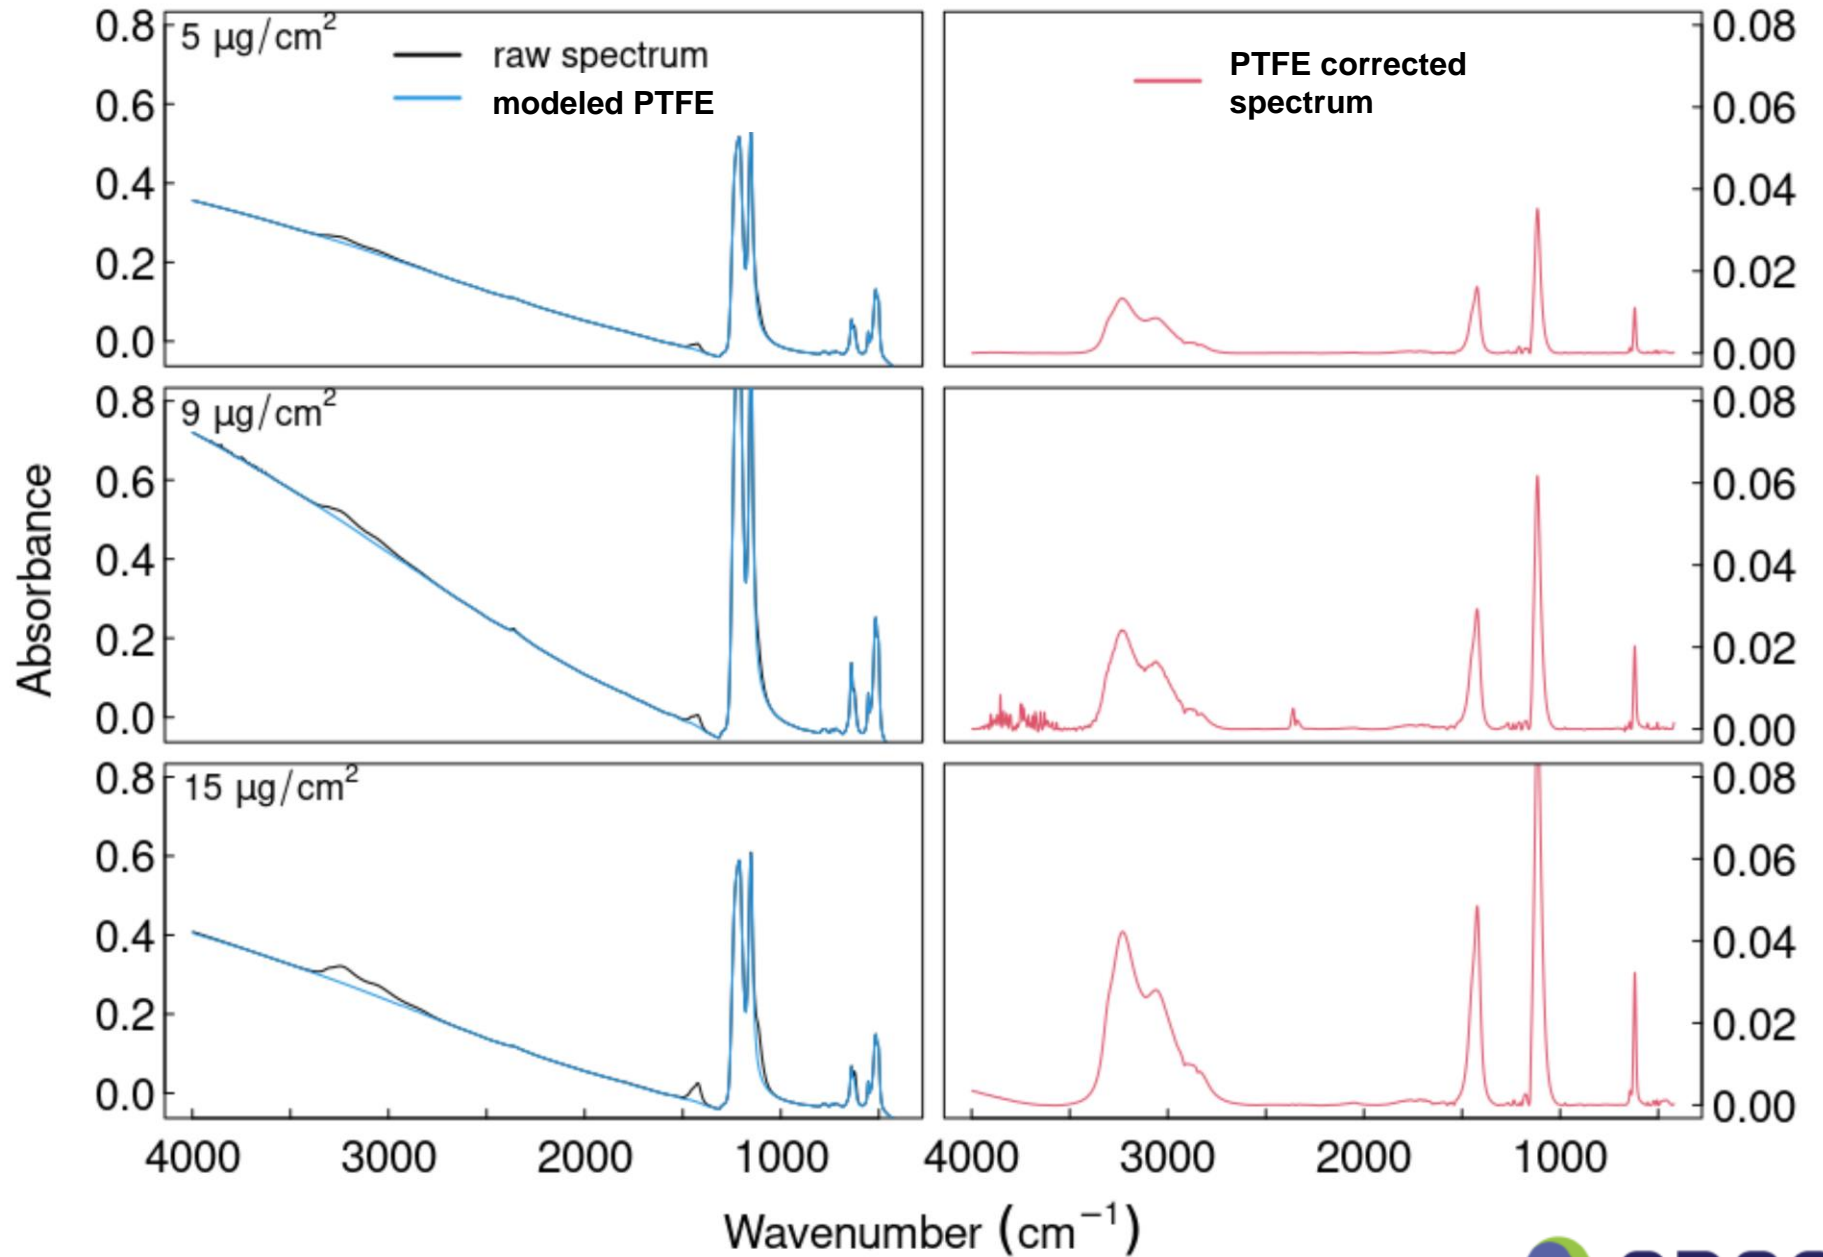 5 μg/cm²
raw spectrum
modeled PTFE
PTFE corrected
spectrum
0.8
0.6
0.4
0.2
0.0
0.08
0.06
0.04
0.02
0.00
9 μg/cm²
0.8
0.6
0.4
0.2
0.0
0.08
0.06
0.04
0.02
0.00
15 μg/cm²
0.8
0.6
0.4
0.2
0.0
0.08
0.06
0.04
0.02
0.00
Absorbance
4000 3000 2000 1000
4000 3000 2000 1000
Wavenumber (cm⁻¹)